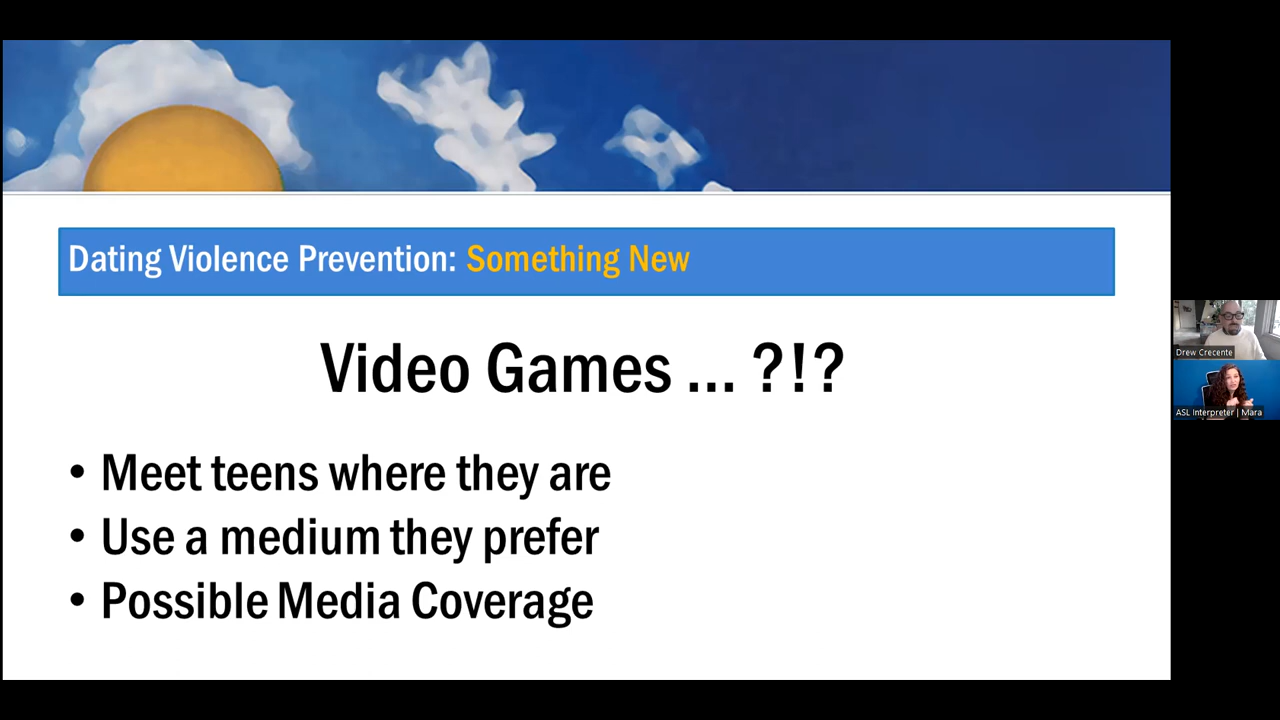 Dating Violence Prevention: Something New
Video Games ... ?!?
• Meet teens where they are
• Use a medium they prefer
• Possible Media Coverage
Drew Crecente
ASL Interpreter | Mara